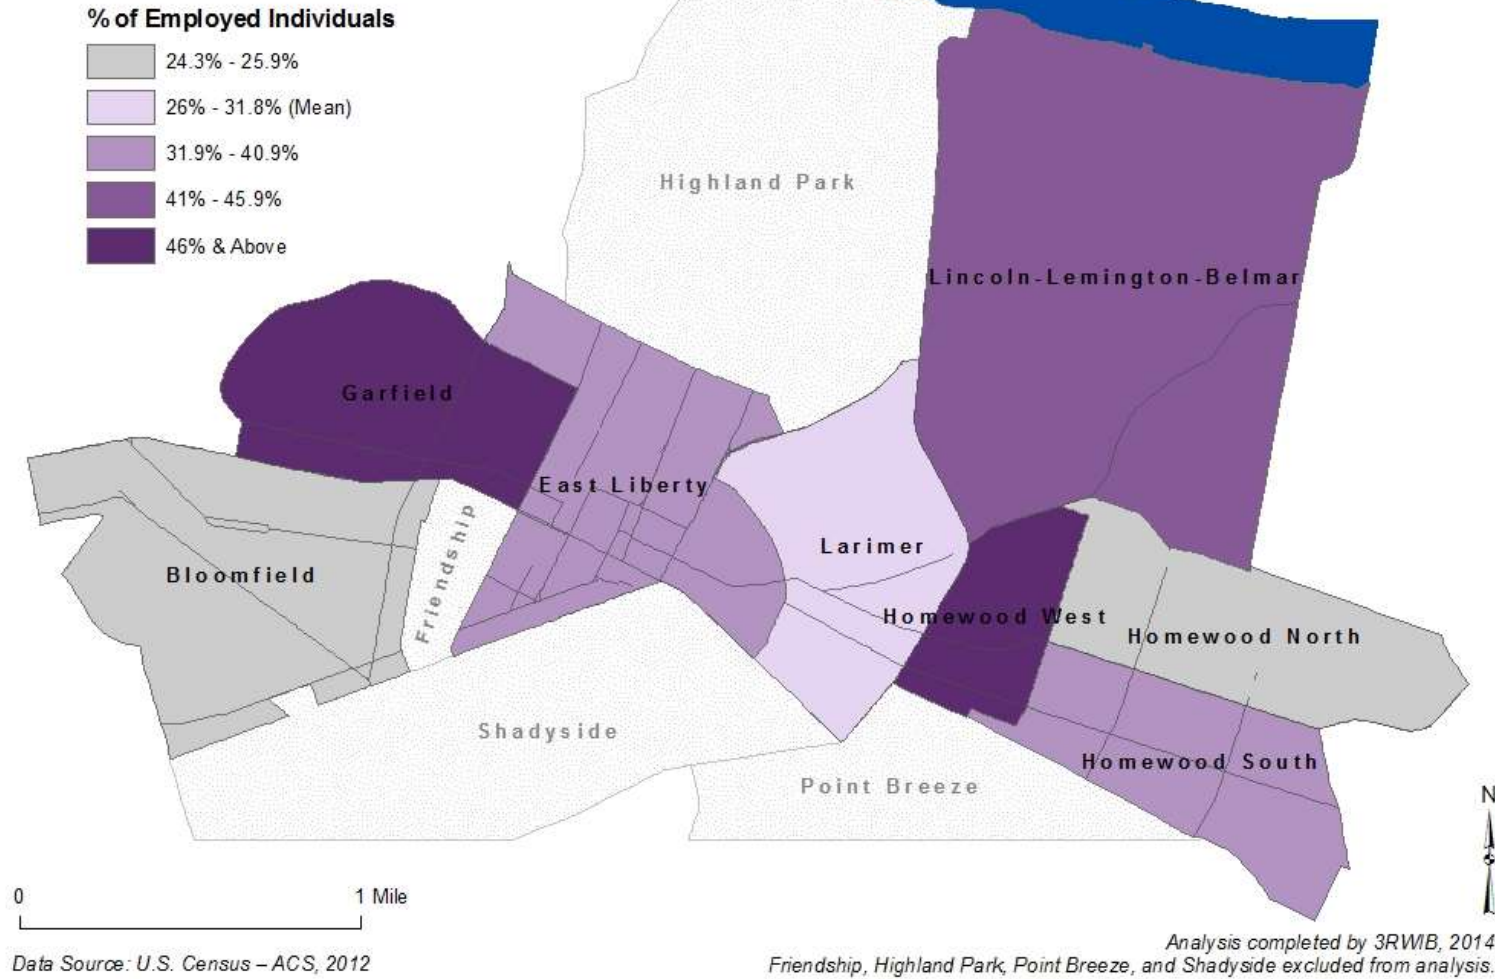 % of Employed Individuals
24.3% - 25.9%
26% - 31.8% (Mean)
31.9% - 40.9%
41% - 45.9%
46% & Above
Highland Park
Lincoln-Lemington-Belmar
Garfield
East Liberty
Friendship
Bloomfield
Larimer
Homewood West
Homewood North
Shadyside
Homewood South
Point Breeze
N
0 1 Mile
Analysis completed by 3RWIB, 2014
Data Source: U.S. Census – ACS, 2012
Friendship, Highland Park, Point Breeze, and Shadyside excluded from analysis.